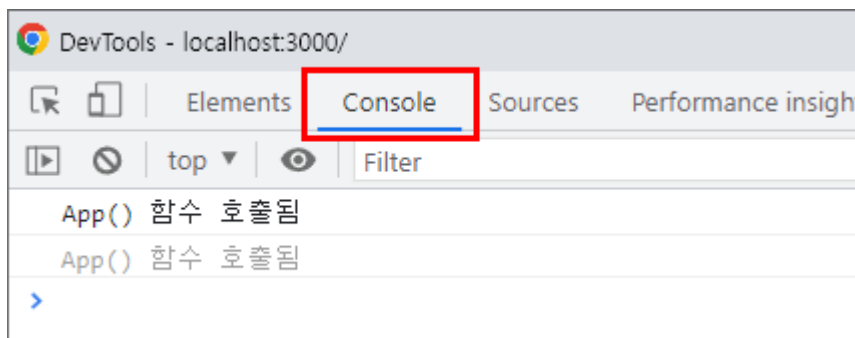 DevTools - localhost:3000/
Elements Console Sources Performance insigh
top Filter
App() 함수 호출됨
App() 함수 호출됨